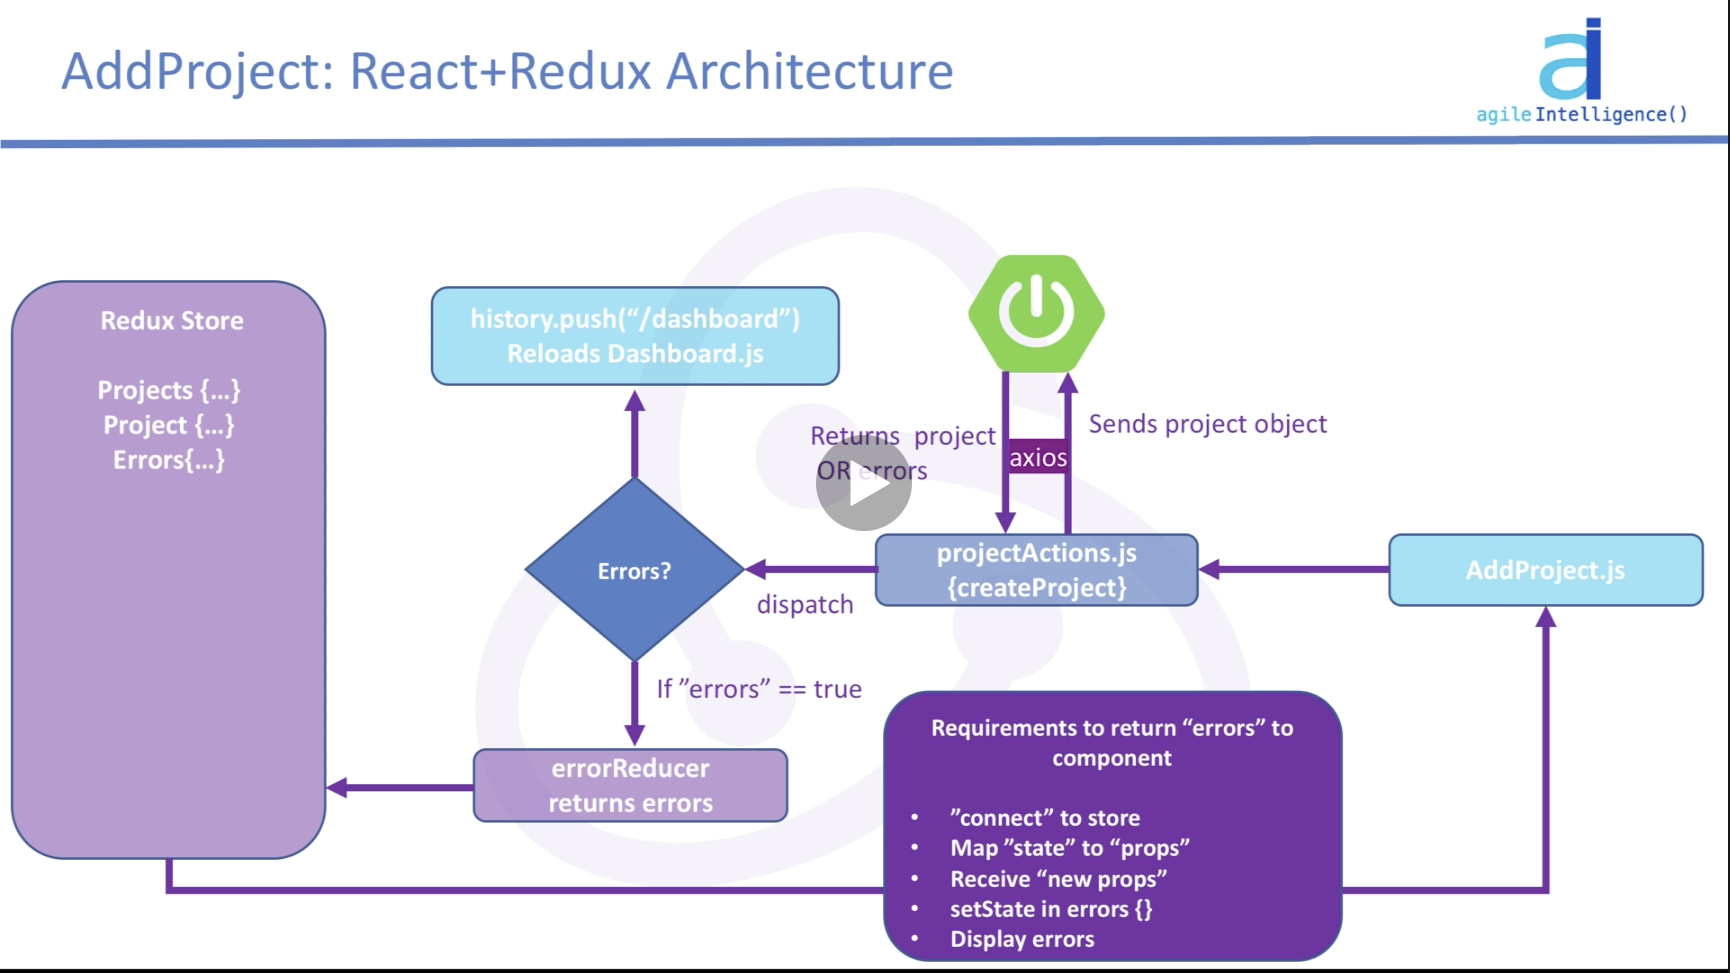 AddProject: React+Redux Architecture
agileIntelligence()
Redux Store
Projects {...}
Project {...}
Errors{...}
history.push(“/dashboard”)
Reloads Dashboard.js
Returns project
OR errors
axios
Sends project object
Errors?
dispatch
projectActions.js
{createProject}
AddProject.js
If ”errors” == true
errorReducer
returns errors
Requirements to return “errors” to
component
• ”connect” to store
• Map ”state” to “props”
• Receive “new props”
• setState in errors {}
• Display errors